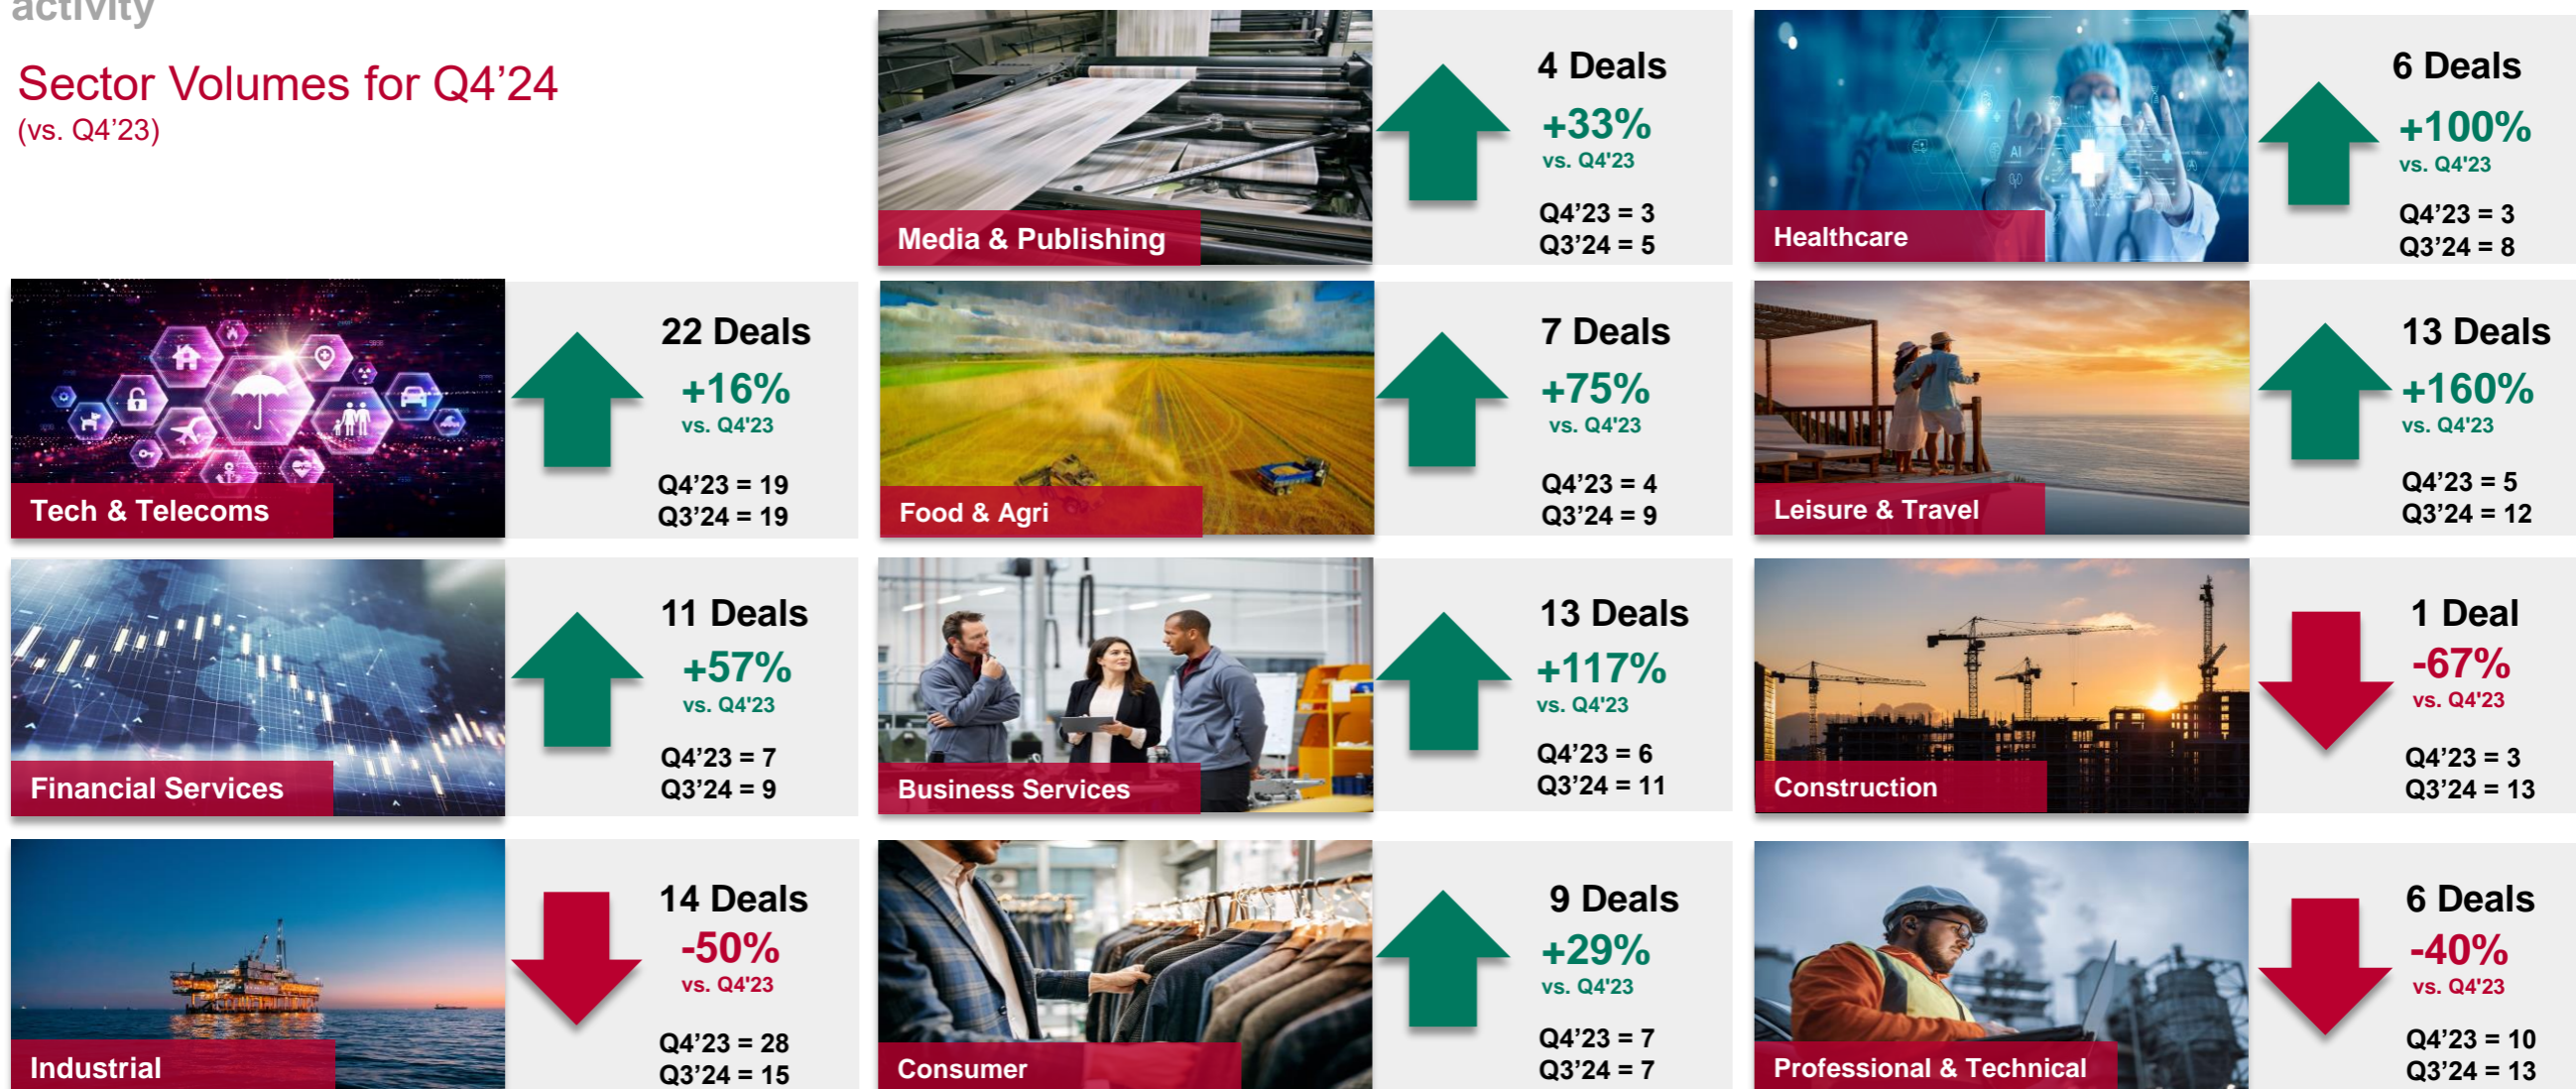 activity
Sector Volumes for Q4’24
(vs. Q4’23)
4 Deals
+33%
vs. Q4'23
Q4’23 = 3
Q3’24 = 5
Media & Publishing
6 Deals
+100%
vs. Q4'23
Q4’23 = 3
Q3’24 = 8
AI
Healthcare
22 Deals
+16%
vs. Q4'23
Q4’23 = 19
Q3’24 = 19
Tech & Telecoms
7 Deals
+75%
vs. Q4'23
Q4’23 = 4
Q3’24 = 9
Food & Agri
13 Deals
+160%
vs. Q4'23
Q4’23 = 5
Q3’24 = 12
Leisure & Travel
11 Deals
+57%
vs. Q4'23
Q4’23 = 7
Q3’24 = 9
Financial Services
13 Deals
+117%
vs. Q4'23
Q4’23 = 6
Q3’24 = 11
Business Services
1 Deal
-67%
vs. Q4'23
Q4’23 = 3
Q3’24 = 13
Construction
14 Deals
-50%
vs. Q4'23
Q4’23 = 28
Q3’24 = 15
Industrial
9 Deals
+29%
vs. Q4'23
Q4’23 = 7
Q3’24 = 7
Consumer
6 Deals
-40%
vs. Q4'23
Q4’23 = 10
Q3’24 = 13
Professional & Technical